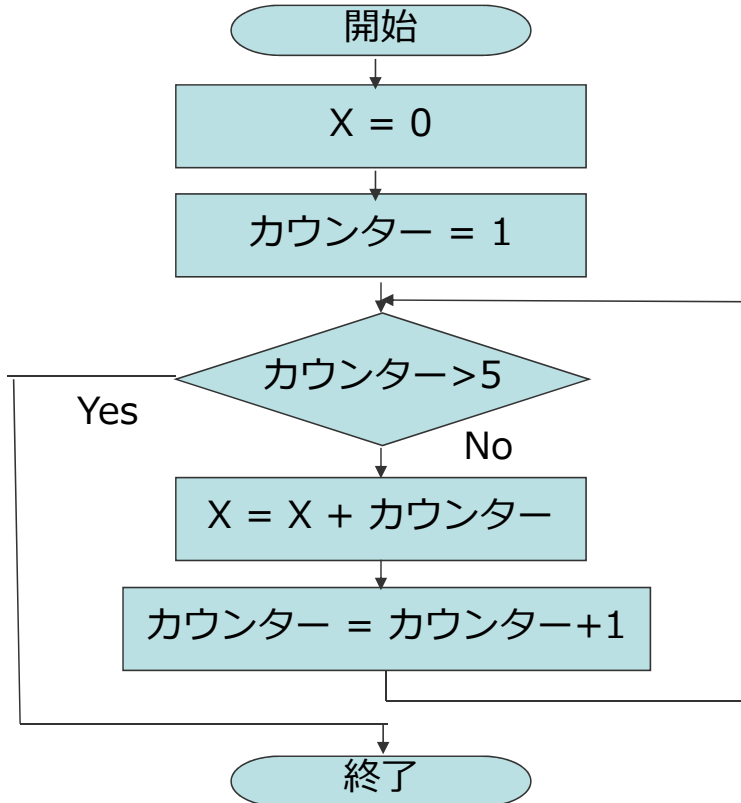 開始
X = 0
カウンター = 1
カウンター>5
Yes
No
X = X + カウンター
カウンター = カウンター+1
終了